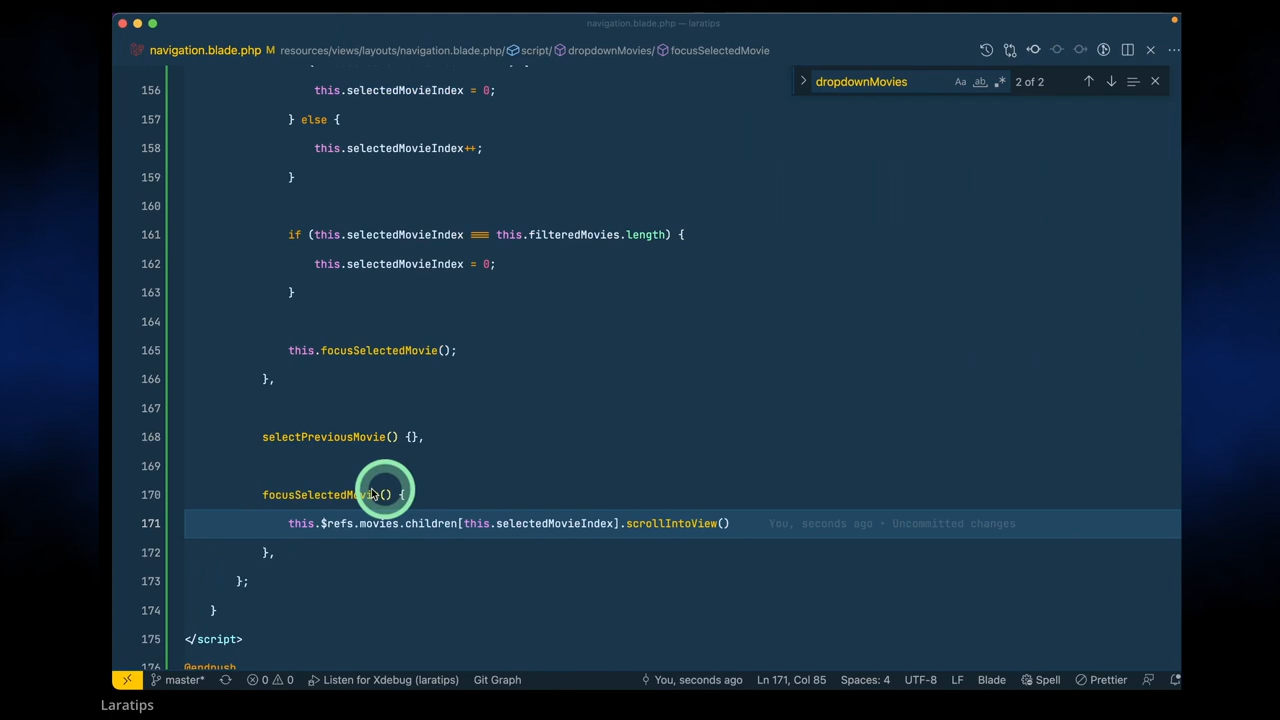 navigation.blade.php — laratips
navigation.blade.php M resources/views/layouts/navigation.blade.php/ script/ dropdownMovies/ focusSelectedMovie
dropdownMovies Aa ab 2 of 2
156 this.selectedMovieIndex = 0;
157 } else {
158 this.selectedMovieIndex++;
159 }
160
161 if (this.selectedMovieIndex === this.filteredMovies.length) {
162 this.selectedMovieIndex = 0;
163 }
164
165 this.focusSelectedMovie();
166 },
167
168 selectPreviousMovie() {},
169
170 focusSelectedMovie() {
171 this.$refs.movies.children[this.selectedMovieIndex].scrollIntoView() You, seconds ago • Uncommitted changes
172 },
173 };
174 }
175 </script>
176 @endpush
master* 0 0 Listen for Xdebug (laratips) Git Graph You, seconds ago Ln 171, Col 85 Spaces: 4 UTF-8 LF Blade Spell Prettier
Laratips